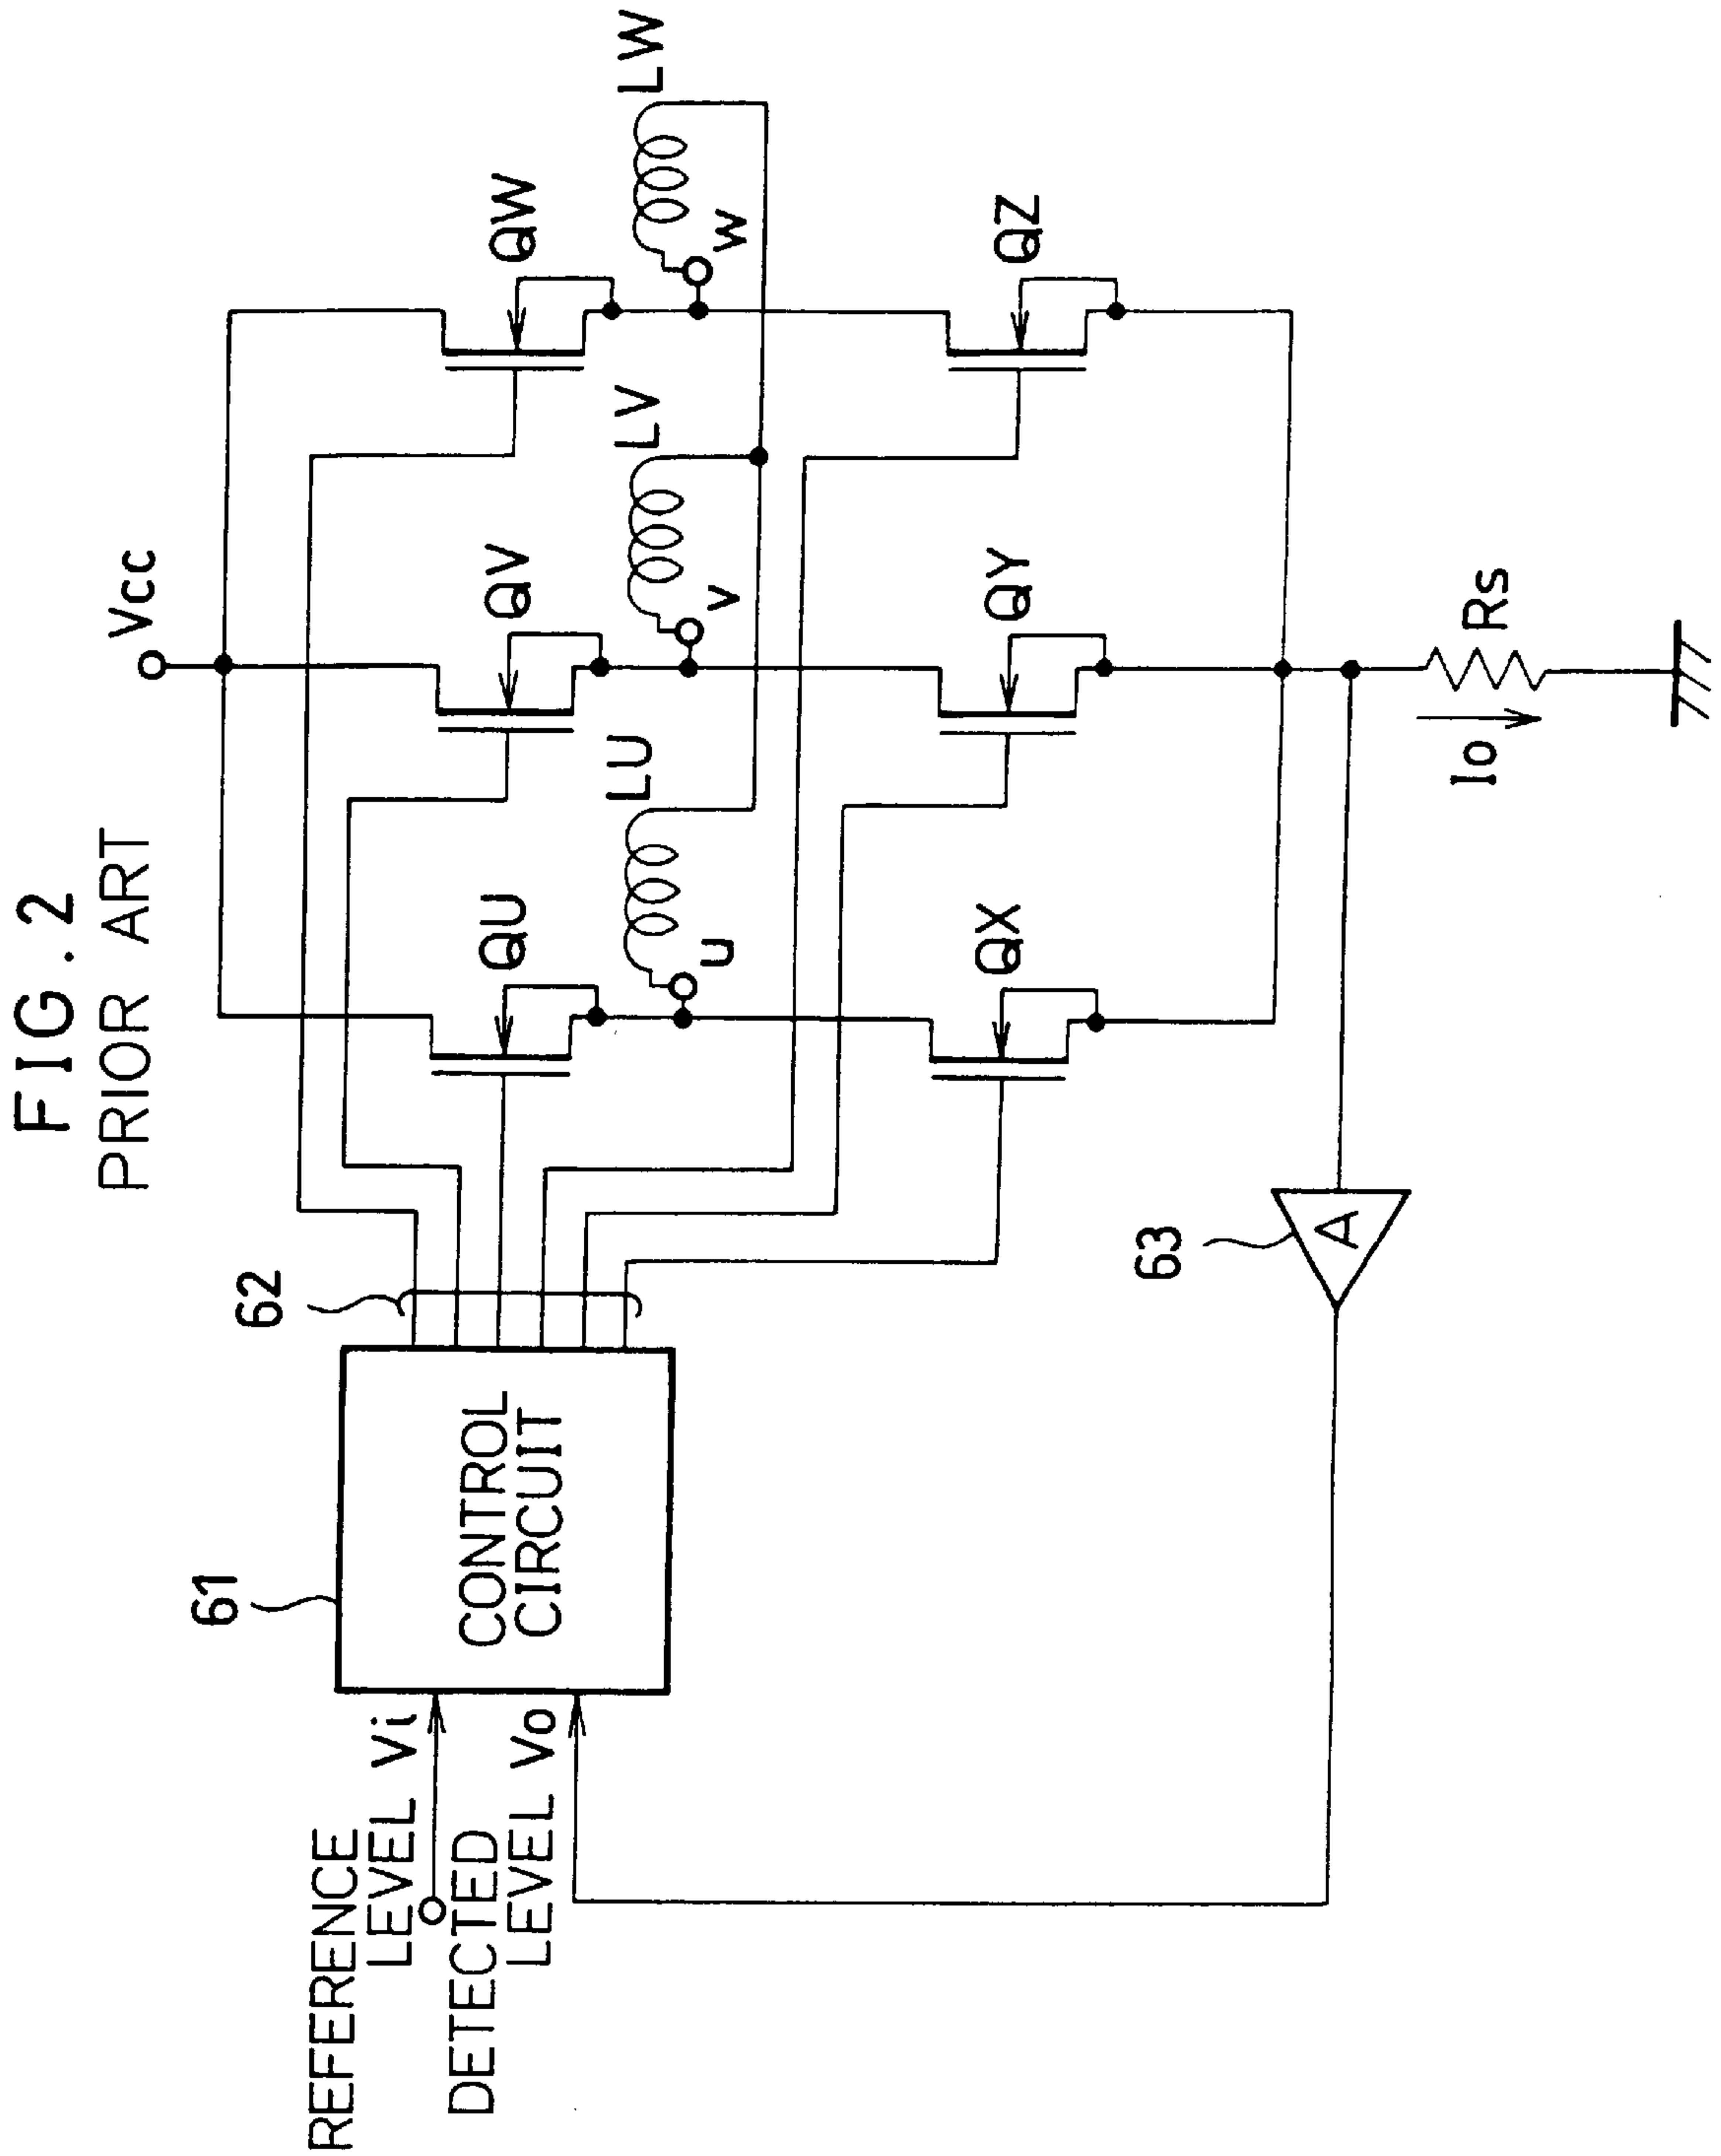 FIG.2
PRIOR ART
Vcc
QU
QV
QW
LU
LV
LW
u
v
w
QX
QY
QZ
61
62
CONTROL
CIRCUIT
REFERENCE
LEVEL Vi
DETECTED
LEVEL Vo
63
A
Io
Rs